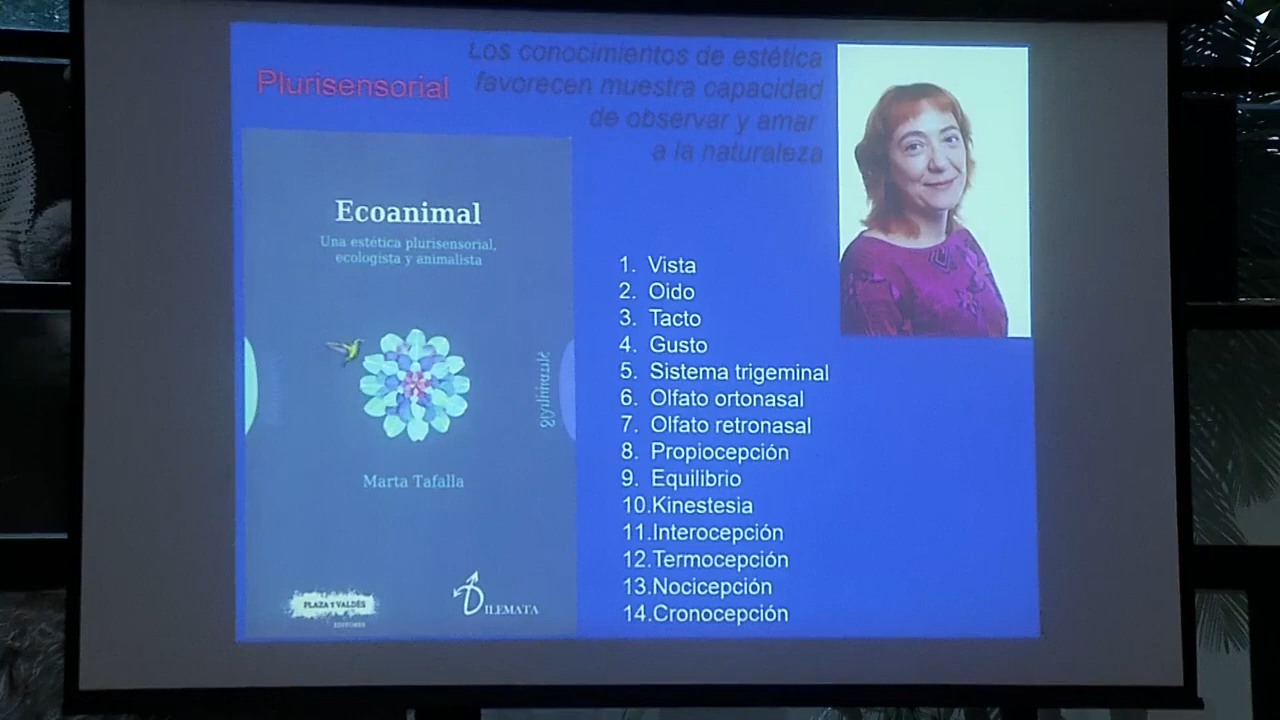 Plurisensorial
Los conocimientos de estética
favorecen muestra capacidad
de observar y amar
a la naturaleza
Ecoanimal
Una estética plurisensorial,
ecologista y animalista
Marta Tafalla
PLAZA Y VALDÉS
EDITORES
DILEMATA
1. Vista
2. Oido
3. Tacto
4. Gusto
5. Sistema trigeminal
6. Olfato ortonasal
7. Olfato retronasal
8. Propiocepción
9. Equilibrio
10.Kinestesia
11.Interocepción
12.Termocepción
13.Nocicepción
14.Cronocepción